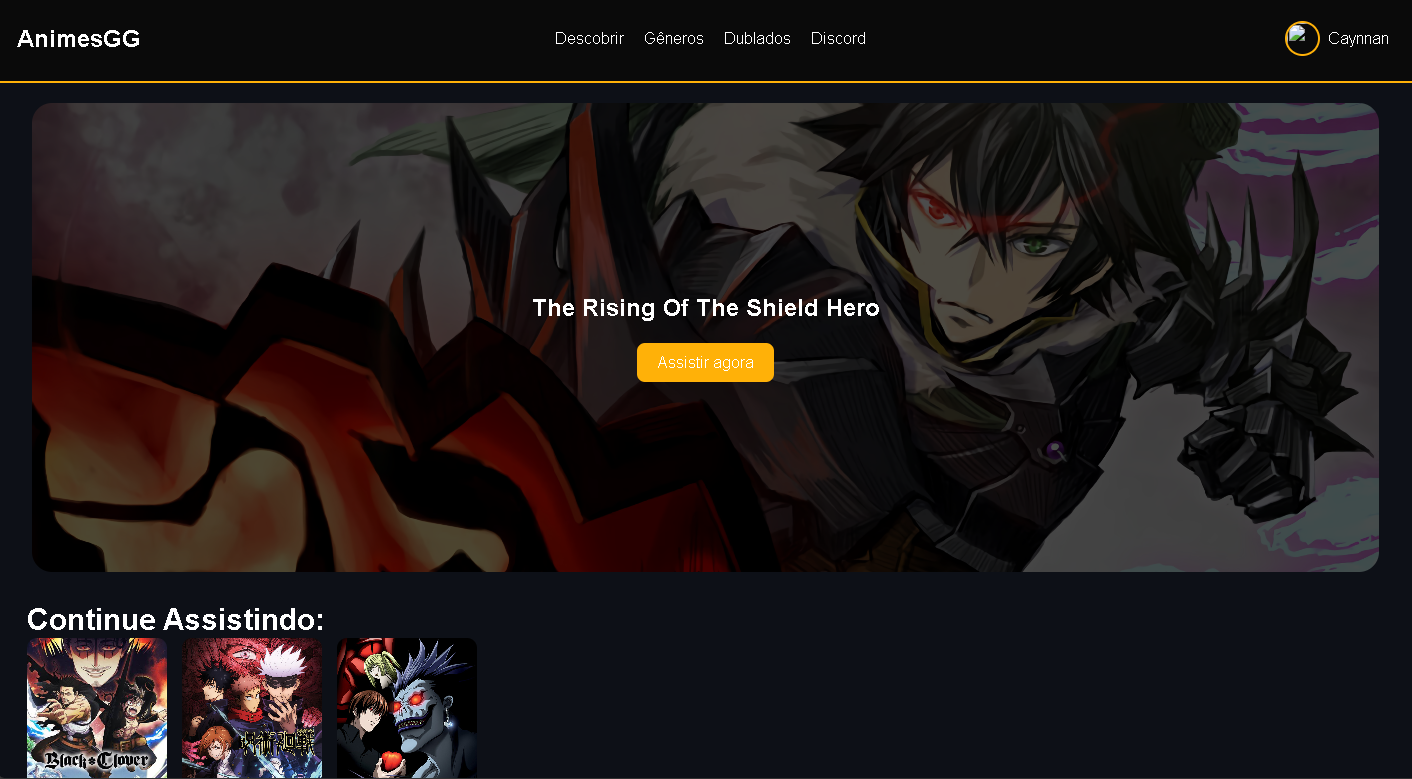 AnimesGG
Descobrir Gêneros Dublados Discord
Caynnan
The Rising Of The Shield Hero
Assistir agora
Continue Assistindo:
Black Clover
呪術廻戦